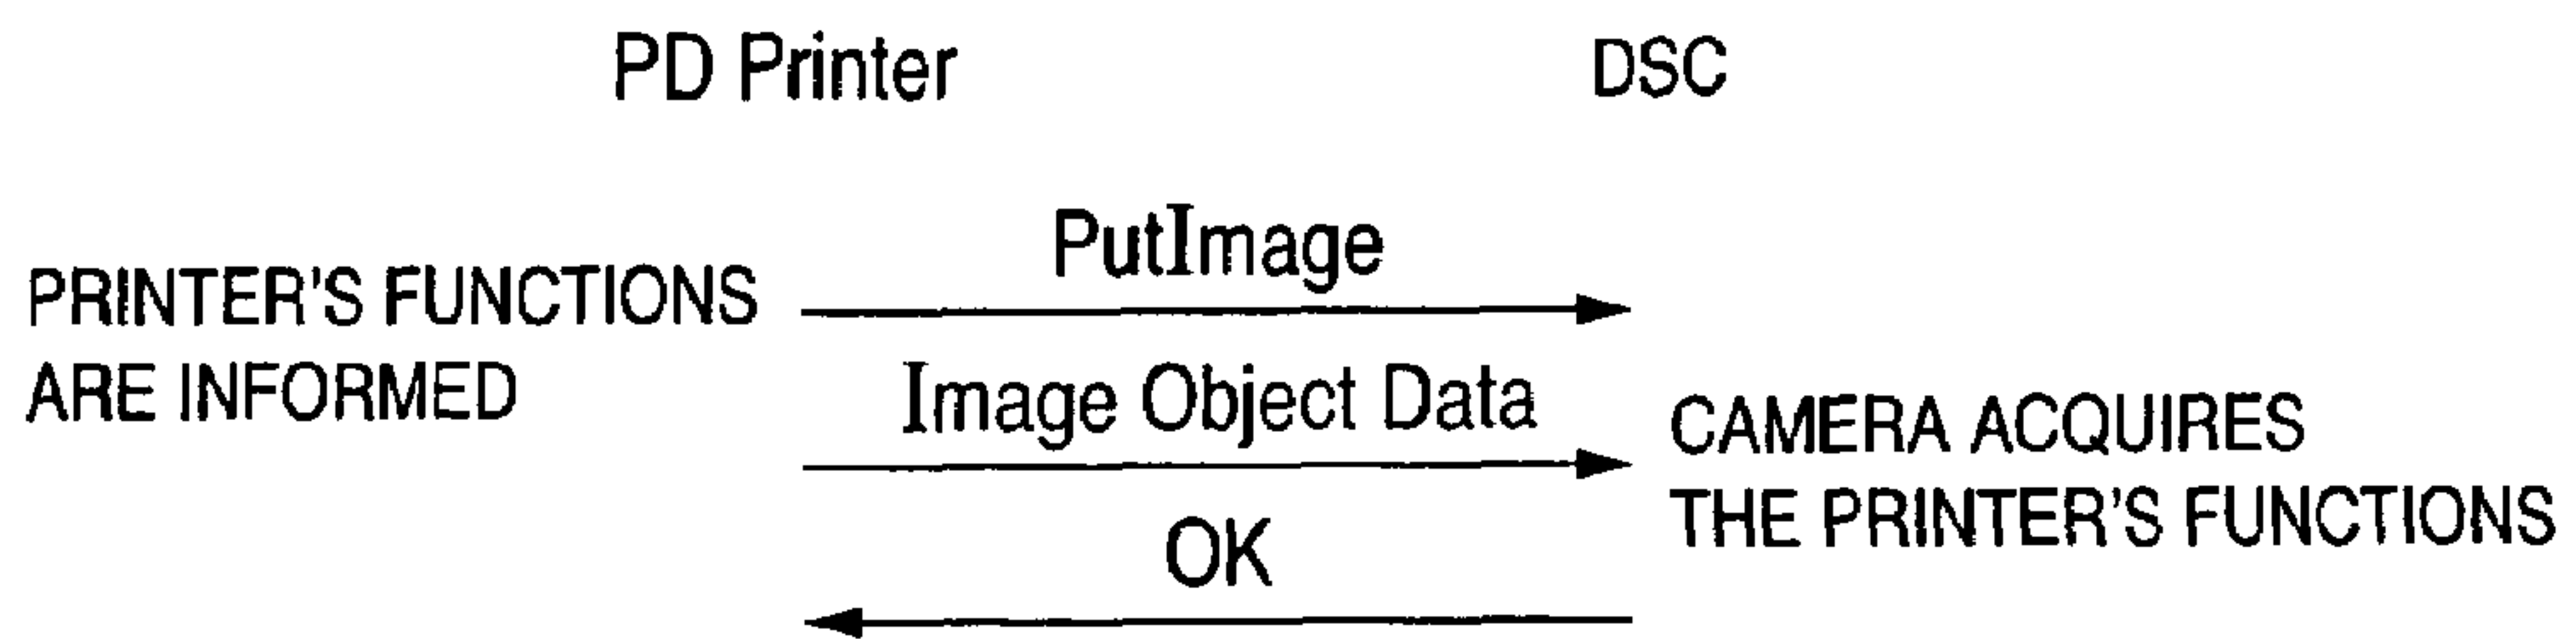 PD Printer
DSC
PutImage
PRINTER'S FUNCTIONS
ARE INFORMED
Image Object Data
CAMERA ACQUIRES
THE PRINTER'S FUNCTIONS
OK